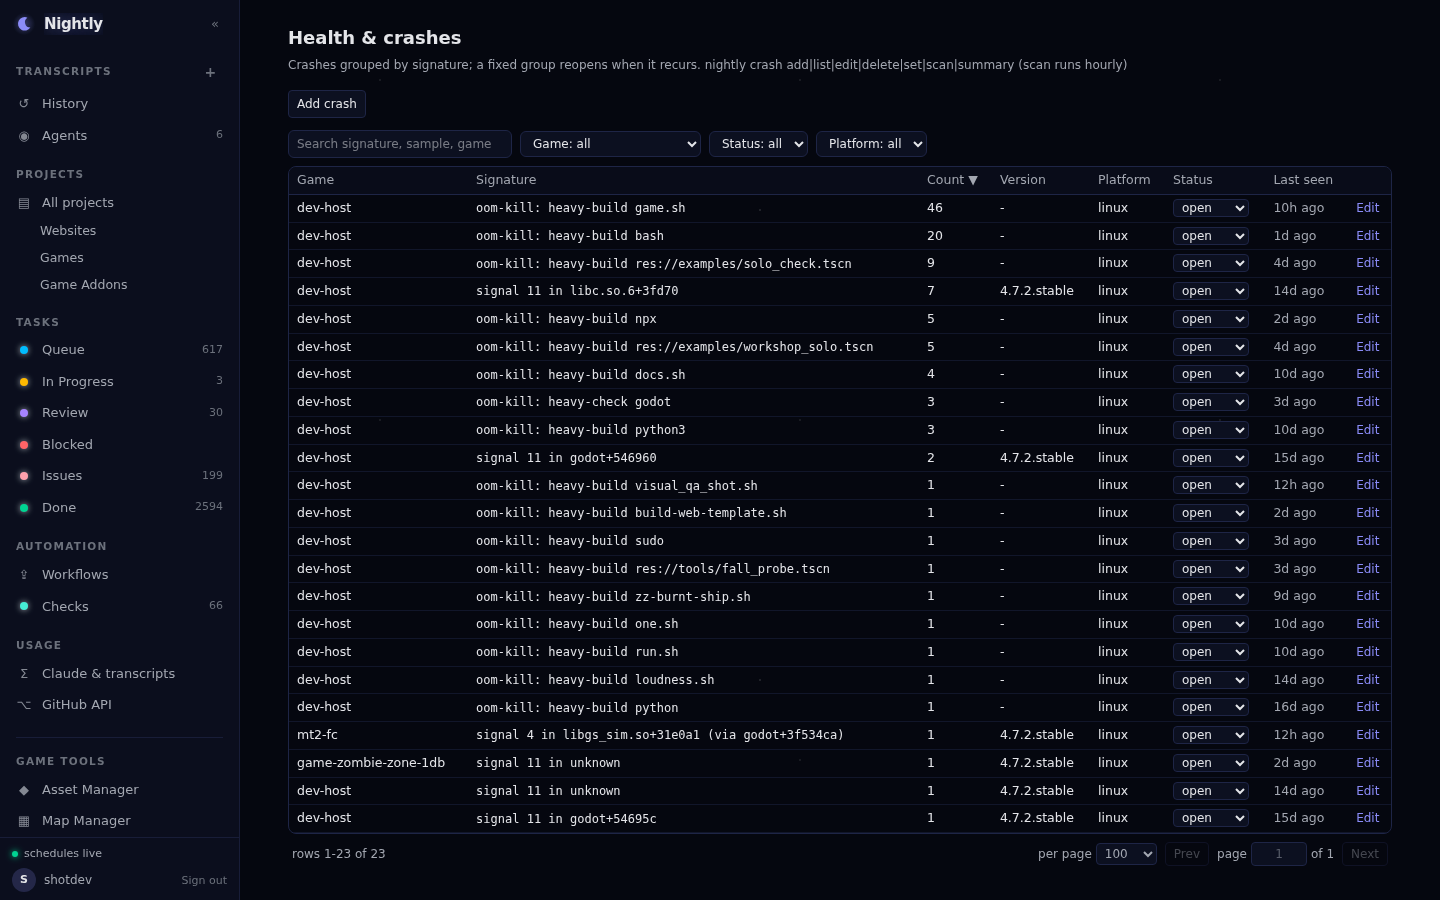 Nightly «
TRANSCRIPTS +
History
Agents 6
PROJECTS
All projects
Websites
Games
Game Addons
TASKS
Queue 617
In Progress 3
Review 30
Blocked
Issues 199
Done 2594
AUTOMATION
Workflows
Checks 66
USAGE
Σ Claude & transcripts
GitHub API
GAME TOOLS
Asset Manager
Map Manager
schedules live
S shotdev Sign out
Health & crashes
Crashes grouped by signature; a fixed group reopens when it recurs. nightly crash add|list|edit|delete|set|scan|summary (scan runs hourly)
Add crash
Search signature, sample, game Game: all Status: all Platform: all
Game Signature Count ▼ Version Platform Status Last seen
dev-host oom-kill: heavy-build game.sh 46 - linux open 10h ago Edit
dev-host oom-kill: heavy-build bash 20 - linux open 1d ago Edit
dev-host oom-kill: heavy-build res://examples/solo_check.tscn 9 - linux open 4d ago Edit
dev-host signal 11 in libc.so.6+3fd70 7 4.7.2.stable linux open 14d ago Edit
dev-host oom-kill: heavy-build npx 5 - linux open 2d ago Edit
dev-host oom-kill: heavy-build res://examples/workshop_solo.tscn 5 - linux open 4d ago Edit
dev-host oom-kill: heavy-build docs.sh 4 - linux open 10d ago Edit
dev-host oom-kill: heavy-check godot 3 - linux open 3d ago Edit
dev-host oom-kill: heavy-build python3 3 - linux open 10d ago Edit
dev-host signal 11 in godot+546960 2 4.7.2.stable linux open 15d ago Edit
dev-host oom-kill: heavy-build visual_qa_shot.sh 1 - linux open 12h ago Edit
dev-host oom-kill: heavy-build build-web-template.sh 1 - linux open 2d ago Edit
dev-host oom-kill: heavy-build sudo 1 - linux open 3d ago Edit
dev-host oom-kill: heavy-build res://tools/fall_probe.tscn 1 - linux open 3d ago Edit
dev-host oom-kill: heavy-build zz-burnt-ship.sh 1 - linux open 9d ago Edit
dev-host oom-kill: heavy-build one.sh 1 - linux open 10d ago Edit
dev-host oom-kill: heavy-build run.sh 1 - linux open 10d ago Edit
dev-host oom-kill: heavy-build loudness.sh 1 - linux open 14d ago Edit
dev-host oom-kill: heavy-build python 1 - linux open 16d ago Edit
mt2-fc signal 4 in libgs_sim.so+31e0a1 (via godot+3f534ca) 1 4.7.2.stable linux open 12h ago Edit
game-zombie-zone-1db signal 11 in unknown 1 4.7.2.stable linux open 2d ago Edit
dev-host signal 11 in unknown 1 4.7.2.stable linux open 14d ago Edit
dev-host signal 11 in godot+54695c 1 4.7.2.stable linux open 15d ago Edit
rows 1-23 of 23 per page 100 Prev page 1 of 1 Next